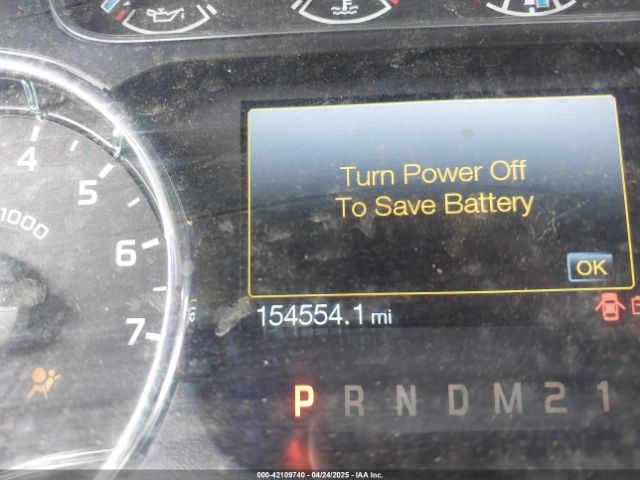 4
5
6
7
1000
Turn Power Off
To Save Battery
OK
154554.1 mi
P R N D M 2 1
000-42109740 - 04/24/2025 - IAA Inc.